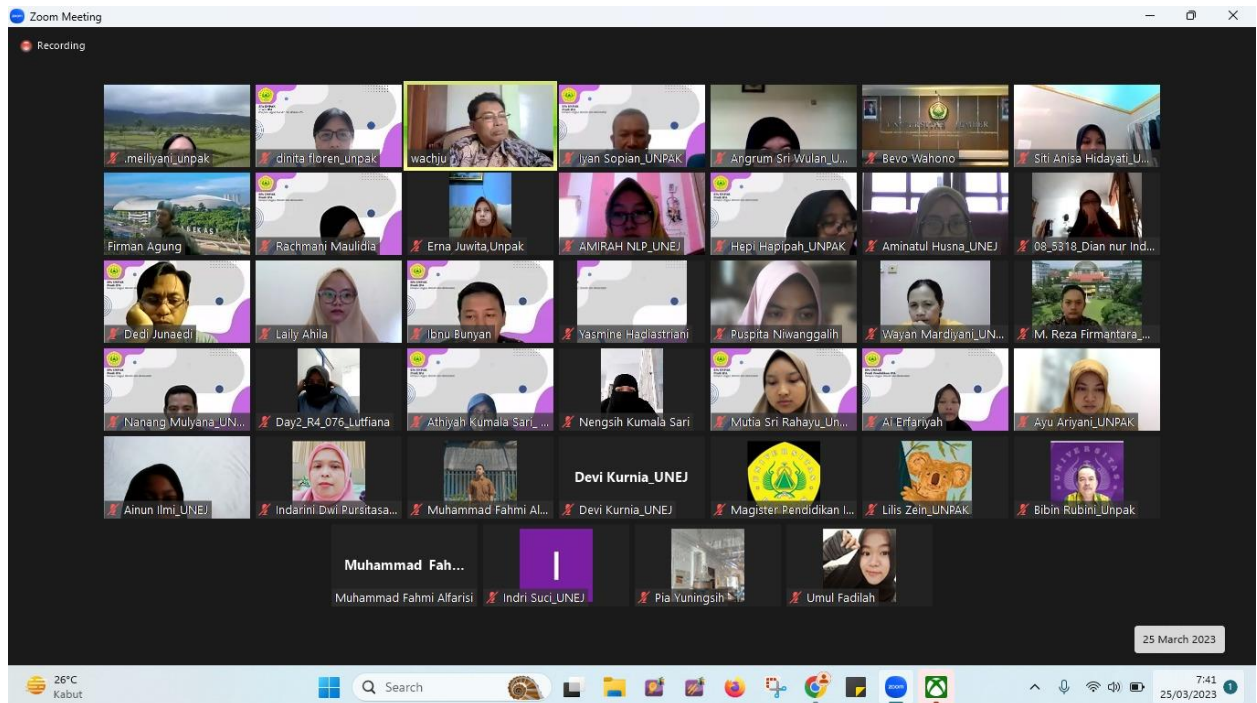 Zoom Meeting
Recording
.meiliyani_unpak
dinita floren_unpak
wachju
Iyan Sopian_UNPAK
Angrum Sri Wulan_U...
Bevo Wahono
Siti Anisa Hidayati_U...
Firman Agung
Rachmani Maulidia
Erna Juwita,Unpak
AMIRAH NLP_UNEJ
Hepi Hapipah_UNPAK
Aminatul Husna_UNEJ
08_5318_Dian nur Ind...
Dedi Junaedi
Laily Ahila
Ibnu Bunyan
Yasmine Hadiastriani
Puspita Niwanggalih
Wayan Mardiyani_UN...
M. Reza Firmantara_...
Nanang Mulyana_UN...
Day2_R4_076_Lutfiana
Athiyah Kumala Sari_...
Nengsih Kumala Sari
Mutia Sri Rahayu_Un...
Al Erfariyah
Ayu Ariyani_UNPAK
Ainun Ilmi_UNEJ
Indarini Dwi Pursitasa...
Muhammad Fahmi Al...
Devi Kurnia_UNEJ
Devi Kurnia_UNEJ
Magister Pendidikan I...
Lilis Zein_UNPAK
Bibin Rubini_Unpak
Muhammad Fah...
Muhammad Fahmi Alfarisi
I
Indri Suci_UNEJ
Pia Yuningsih
Umul Fadilah
25 March 2023
26°C
Kabut
Search
zoom
7:41
25/03/2023
1